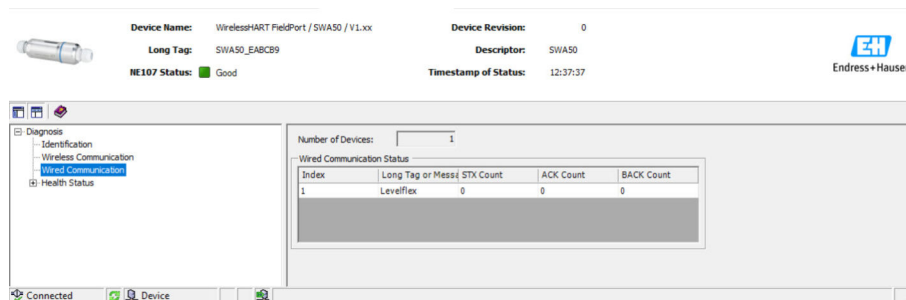 Device Name: WirelessHART FieldPort / SWA50 / V1.xx Device Revision: 0
Long Tag: SWA50_EABCB9 Descriptor: SWA50
NE107 Status: Good Timestamp of Status: 12:37:37
EH
Endress+Hauser
Diagnosis
Identification
Wireless Communication
Wired Communication
Health Status
Number of Devices: 1
Wired Communication Status
Index Long Tag or Messa STX Count ACK Count BACK Count
1 Levelflex 0 0 0
Connected Device